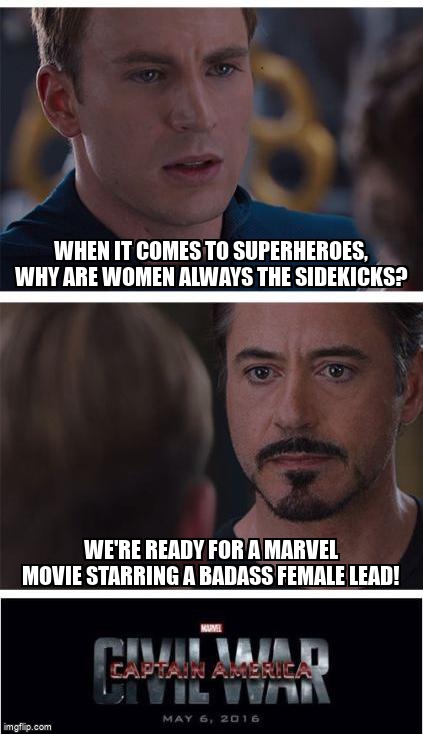 WHEN IT COMES TO SUPERHEROES,
WHY ARE WOMEN ALWAYS THE SIDEKICKS?
WE'RE READY FOR A MARVEL
MOVIE STARRING A BADASS FEMALE LEAD!
MARVEL
CIVIL WAR
CAPTAIN AMERICA
MAY 6, 2016
imgflip.com